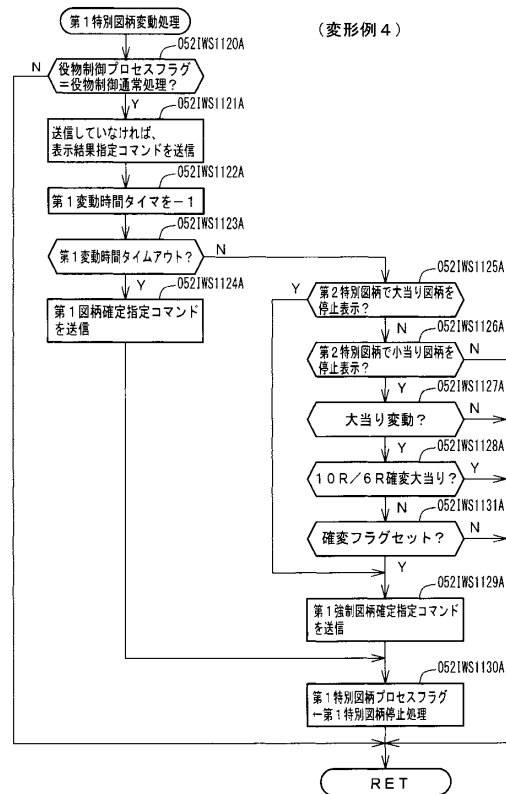 第1特別図柄変動処理
(変形例4)
052IWS1120A
N
役物制御プロセスフラグ
=役物制御通常処理?
Y
052IWS1121A
送信していなければ、
表示結果指定コマンドを送信
052IWS1122A
第1変動時間タイマを-1
052IWS1123A
第1変動時間タイムアウト?
N
Y
052IWS1124A
第1図柄確定指定コマンド
を送信
052IWS1125A
Y
第2特別図柄で大当り図柄を
停止表示?
N
052IWS1126A
第2特別図柄で小当り図柄を
停止表示?
N
Y
052IWS1127A
大当り変動?
N
Y
052IWS1128A
10R/6R確変大当り?
Y
N
052IWS1131A
確変フラグセット?
N
Y
052IWS1129A
第1強制図柄確定指定コマンド
を送信
052IWS1130A
第1特別図柄プロセスフラグ
←第1特別図柄停止処理
RET